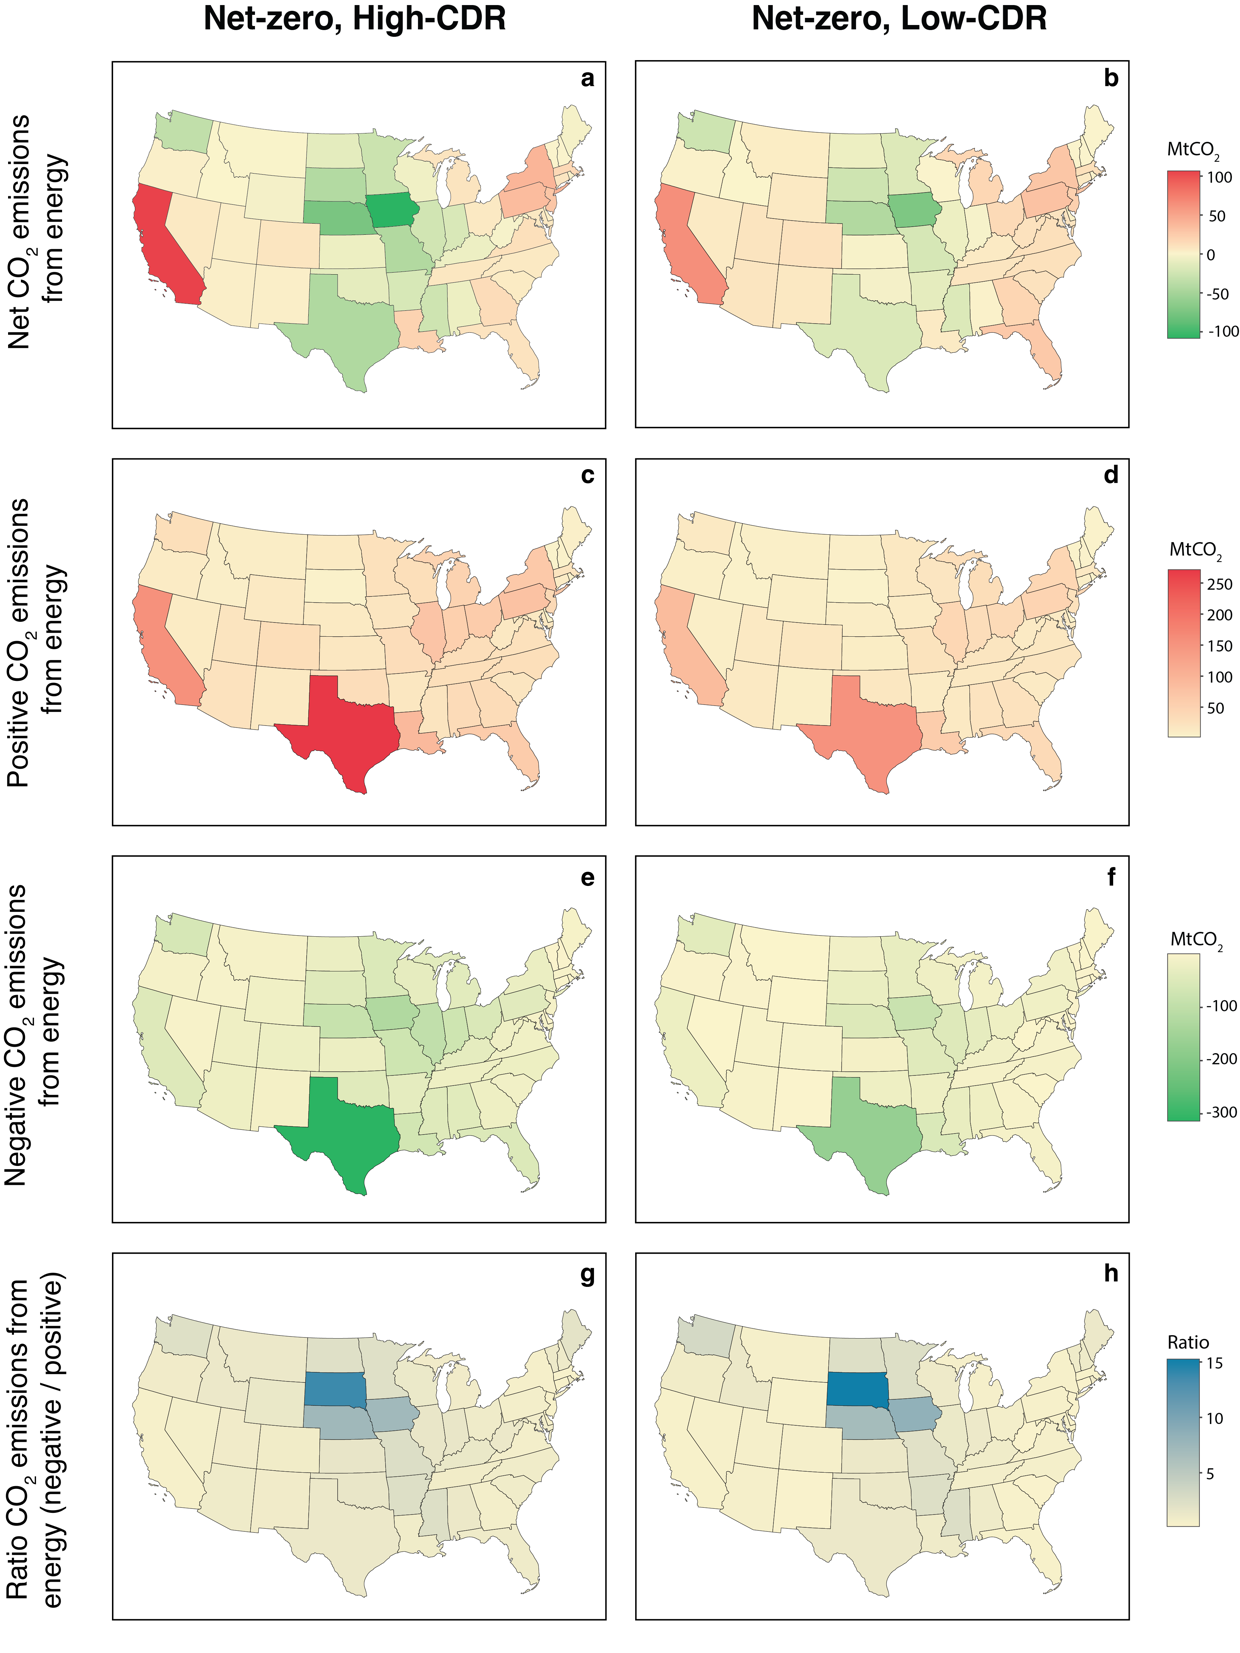 Net-zero, High-CDR
Net-zero, Low-CDR
Net CO2 emissions
from energy
a
b
MtCO2
100
50
0
-50
-100
Positive CO2 emissions
from energy
c
d
MtCO2
250
200
150
100
50
Negative CO2 emissions
from energy
e
f
MtCO2
-100
-200
-300
Ratio CO2 emissions from
energy (negative / positive)
g
h
Ratio
15
10
5